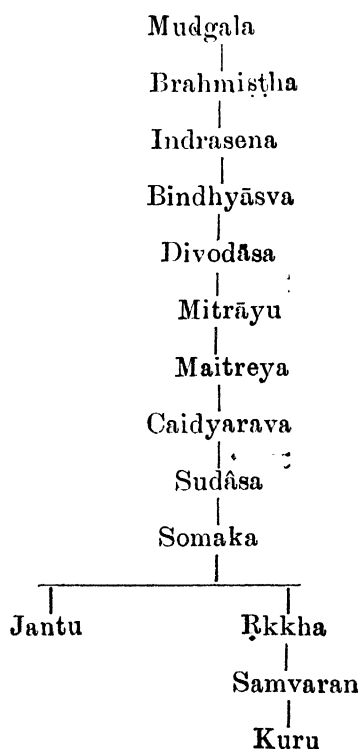 Mudgala
Brahmiṣṭha
Indrasena
Bindhyāsva
Divodāsa
Mitrāyu
Maitreya
Caidyarava
Sudâsa
Somaka
Jantu Ṛkkha
Samvaran
Kuru